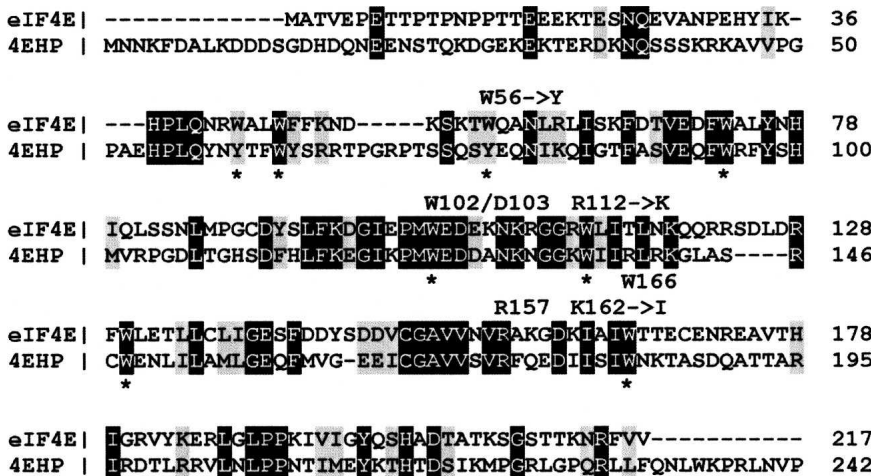 eIF4E| -------------MATVEPETTPTPNPPTTEEEKTESNQEVANPEHYIK- 36
4EHP | MNNKFDALKDDDSGDHDQNEENSTQKDGEKEKTERDKNQSSSKRKAVVPG 50
W56->Y
eIF4E| ---HPLQNRWALWFFKND-----KSKTWQANLRLISKFDTVEDFWALYNH 78
4EHP | PAEHPLQYNYTFWYSRRTPGRPTSSQSYEQNIKQIGTFASVEQFWRFYSH 100
* * * *
W102/D103 R112->K
eIF4E| IQLSSNLMPGCDYSLFKDGIEPMWEDEKNKRGGRWLITLNKQQRRSDLDR 128
4EHP | MVRPGDLTGHSDFHLFKEGIKPMWEDDANKNGGKWIIRLRKGLAS----R 146
* * W166
R157 K162->I
eIF4E| FWLETLLCLIGESFDDYSDDVCGAVVNVRAKGDKIAIWTTECENREAVTH 178
4EHP | CWENLILAMLGEQFMVG-EEICGAVVSVRFQEDIISIWNKTASDQATTAR 195
* *
eIF4E| IGRVYKERLGLPPKIVIGYQSHADTATKSGSTTKNRFVV----------- 217
4EHP | IRDTLRRVLNLPPNTIMEYKTHTDSIKMPGRLGPQRLLFQNLWKPRLNVP 242